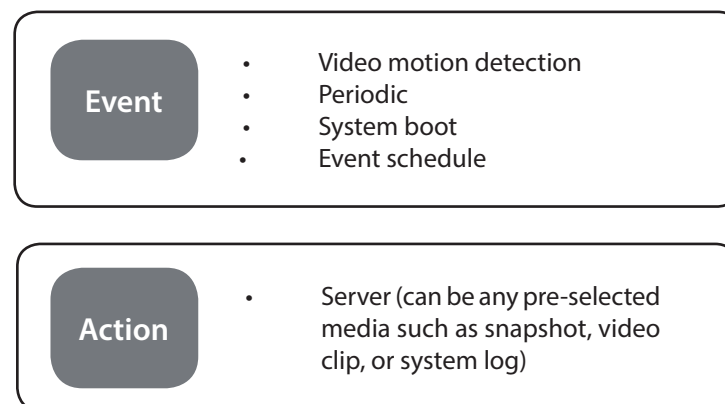 Event
• Video motion detection
• Periodic
• System boot
• Event schedule
Action
• Server (can be any pre-selected
media such as snapshot, video
clip, or system log)